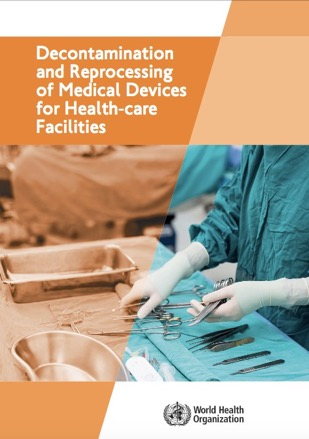 Decontamination
and Reprocessing
of Medical Devices
for Health-care
Facilities
World Health
Organization